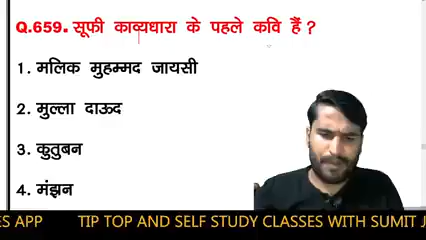 Q.659. सूफी काव्यधारा के पहले कवि हैं ?
1. मलिक मुहम्मद जायसी
2. मुल्ला दाऊद
3. कुतुबन
4. मंझन
ES APP TIP TOP AND SELF STUDY CLASSES WITH SUMIT J